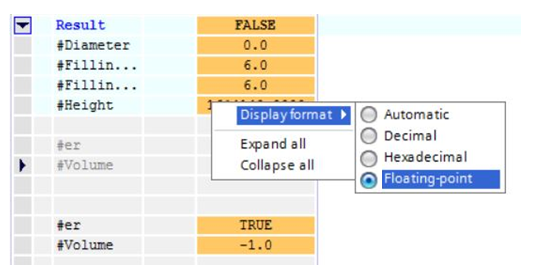 Result FALSE
#Diameter 0.0
#Fillin... 6.0
#Fillin... 6.0
#Height
Display format
Automatic
Decimal
Expand all
#er
Hexadecimal
Collapse all
#Volume
Floating-point
#er TRUE
#Volume -1.0